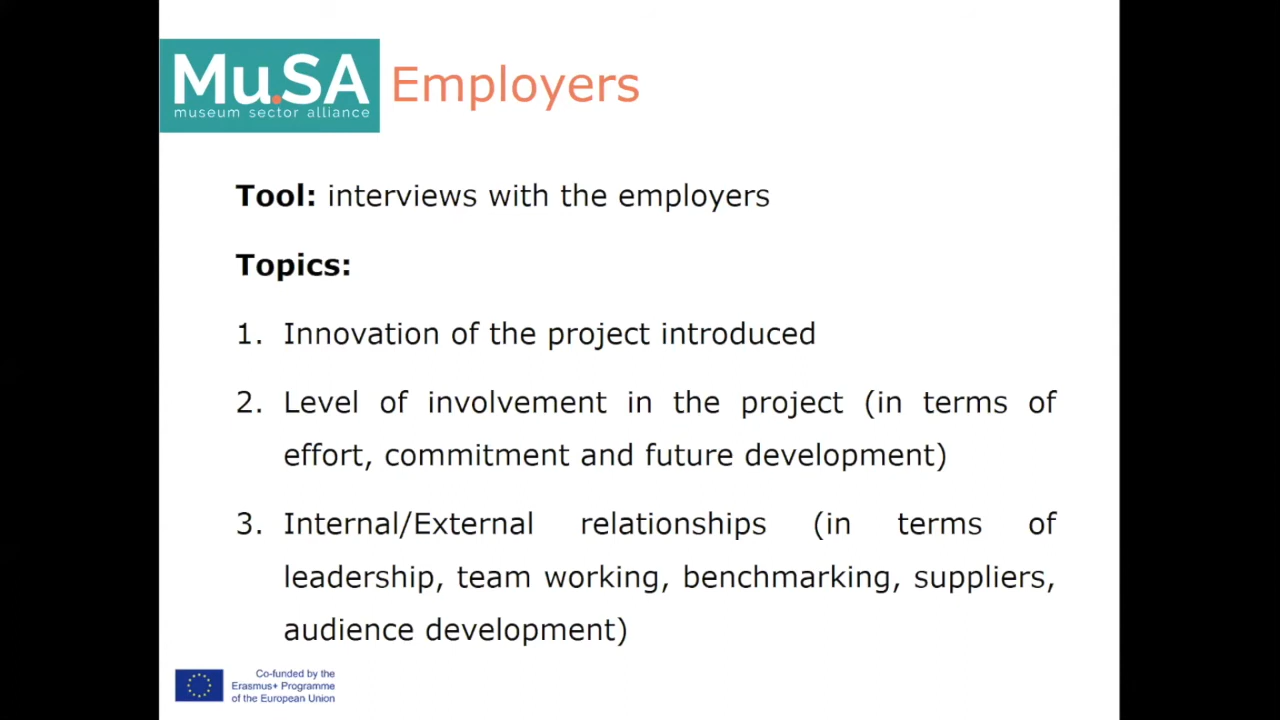 Mu.SA
museum sector alliance
Employers
Tool: interviews with the employers
Topics:
1. Innovation of the project introduced
2. Level of involvement in the project (in terms of
effort, commitment and future development)
3. Internal/External relationships (in terms of
leadership, team working, benchmarking, suppliers,
audience development)
Co-funded by the
Erasmus+ Programme
of the European Union